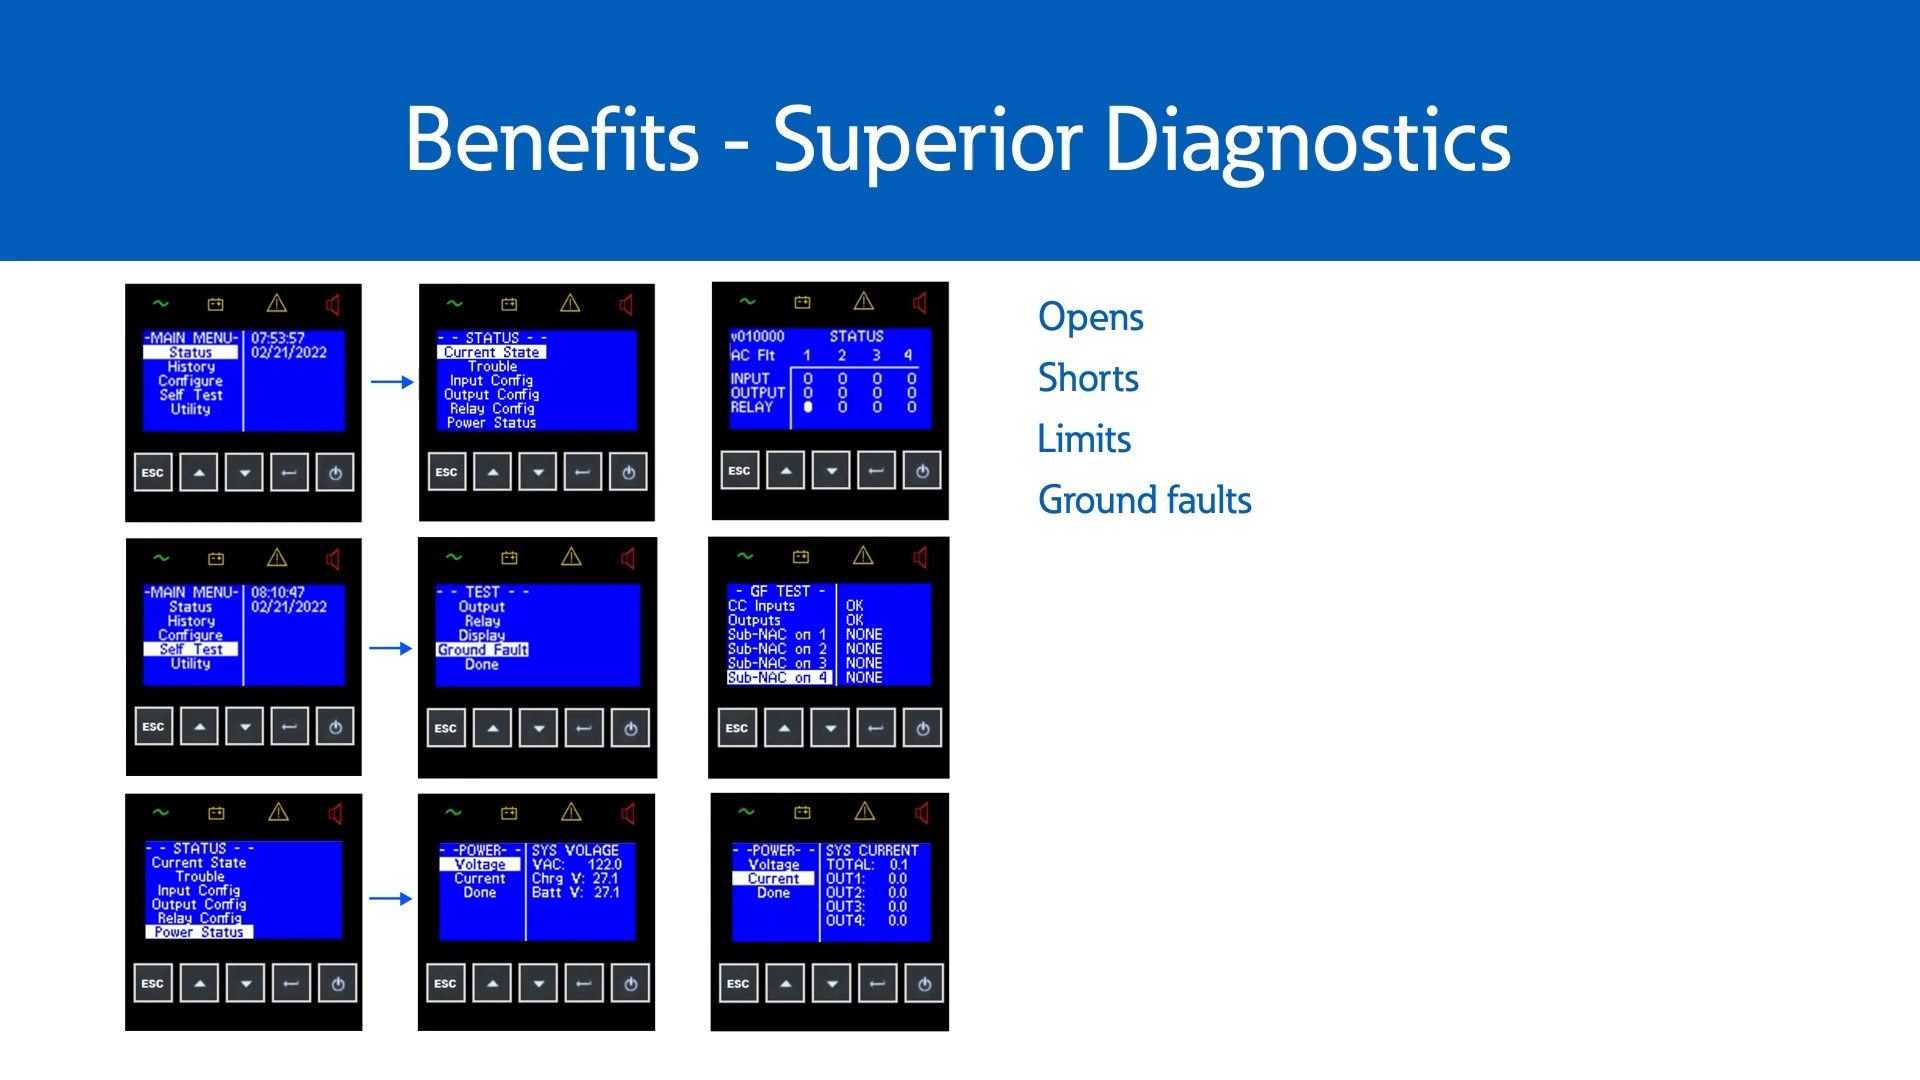 Benefits - Superior Diagnostics
-MAIN MENU- 07:53:57
Status 02/21/2022
History
Configure
Self Test
Utility
ESC
- - STATUS - -
Current State
Trouble
Input Config
Output Config
Relay Config
Power Status
ESC
v010000 STATUS
AC Flt 1 2 3 4
INPUT 0 0 0 0
OUTPUT 0 0 0 0
RELAY 0 0 0
ESC
Opens
Shorts
Limits
Ground faults
-MAIN MENU- 08:10:47
Status 02/21/2022
History
Configure
Self Test
Utility
ESC
- - TEST - -
Output
Relay
Display
Ground Fault
Done
ESC
- GF TEST -
CC Inputs OK
Outputs OK
Sub-NAC on 1 NONE
Sub-NAC on 2 NONE
Sub-NAC on 3 NONE
Sub-NAC on 4 NONE
ESC
- - STATUS - -
Current State
Trouble
Input Config
Output Config
Relay Config
Power Status
ESC
- -POWER- - SYS VOLAGE
Voltage VAC: 122.0
Current Chrg V: 27.1
Done Batt V: 27.1
ESC
- -POWER- - SYS CURRENT
Voltage TOTAL: 0.1
Current OUT1: 0.0
Done OUT2: 0.0
OUT3: 0.0
OUT4: 0.0
ESC